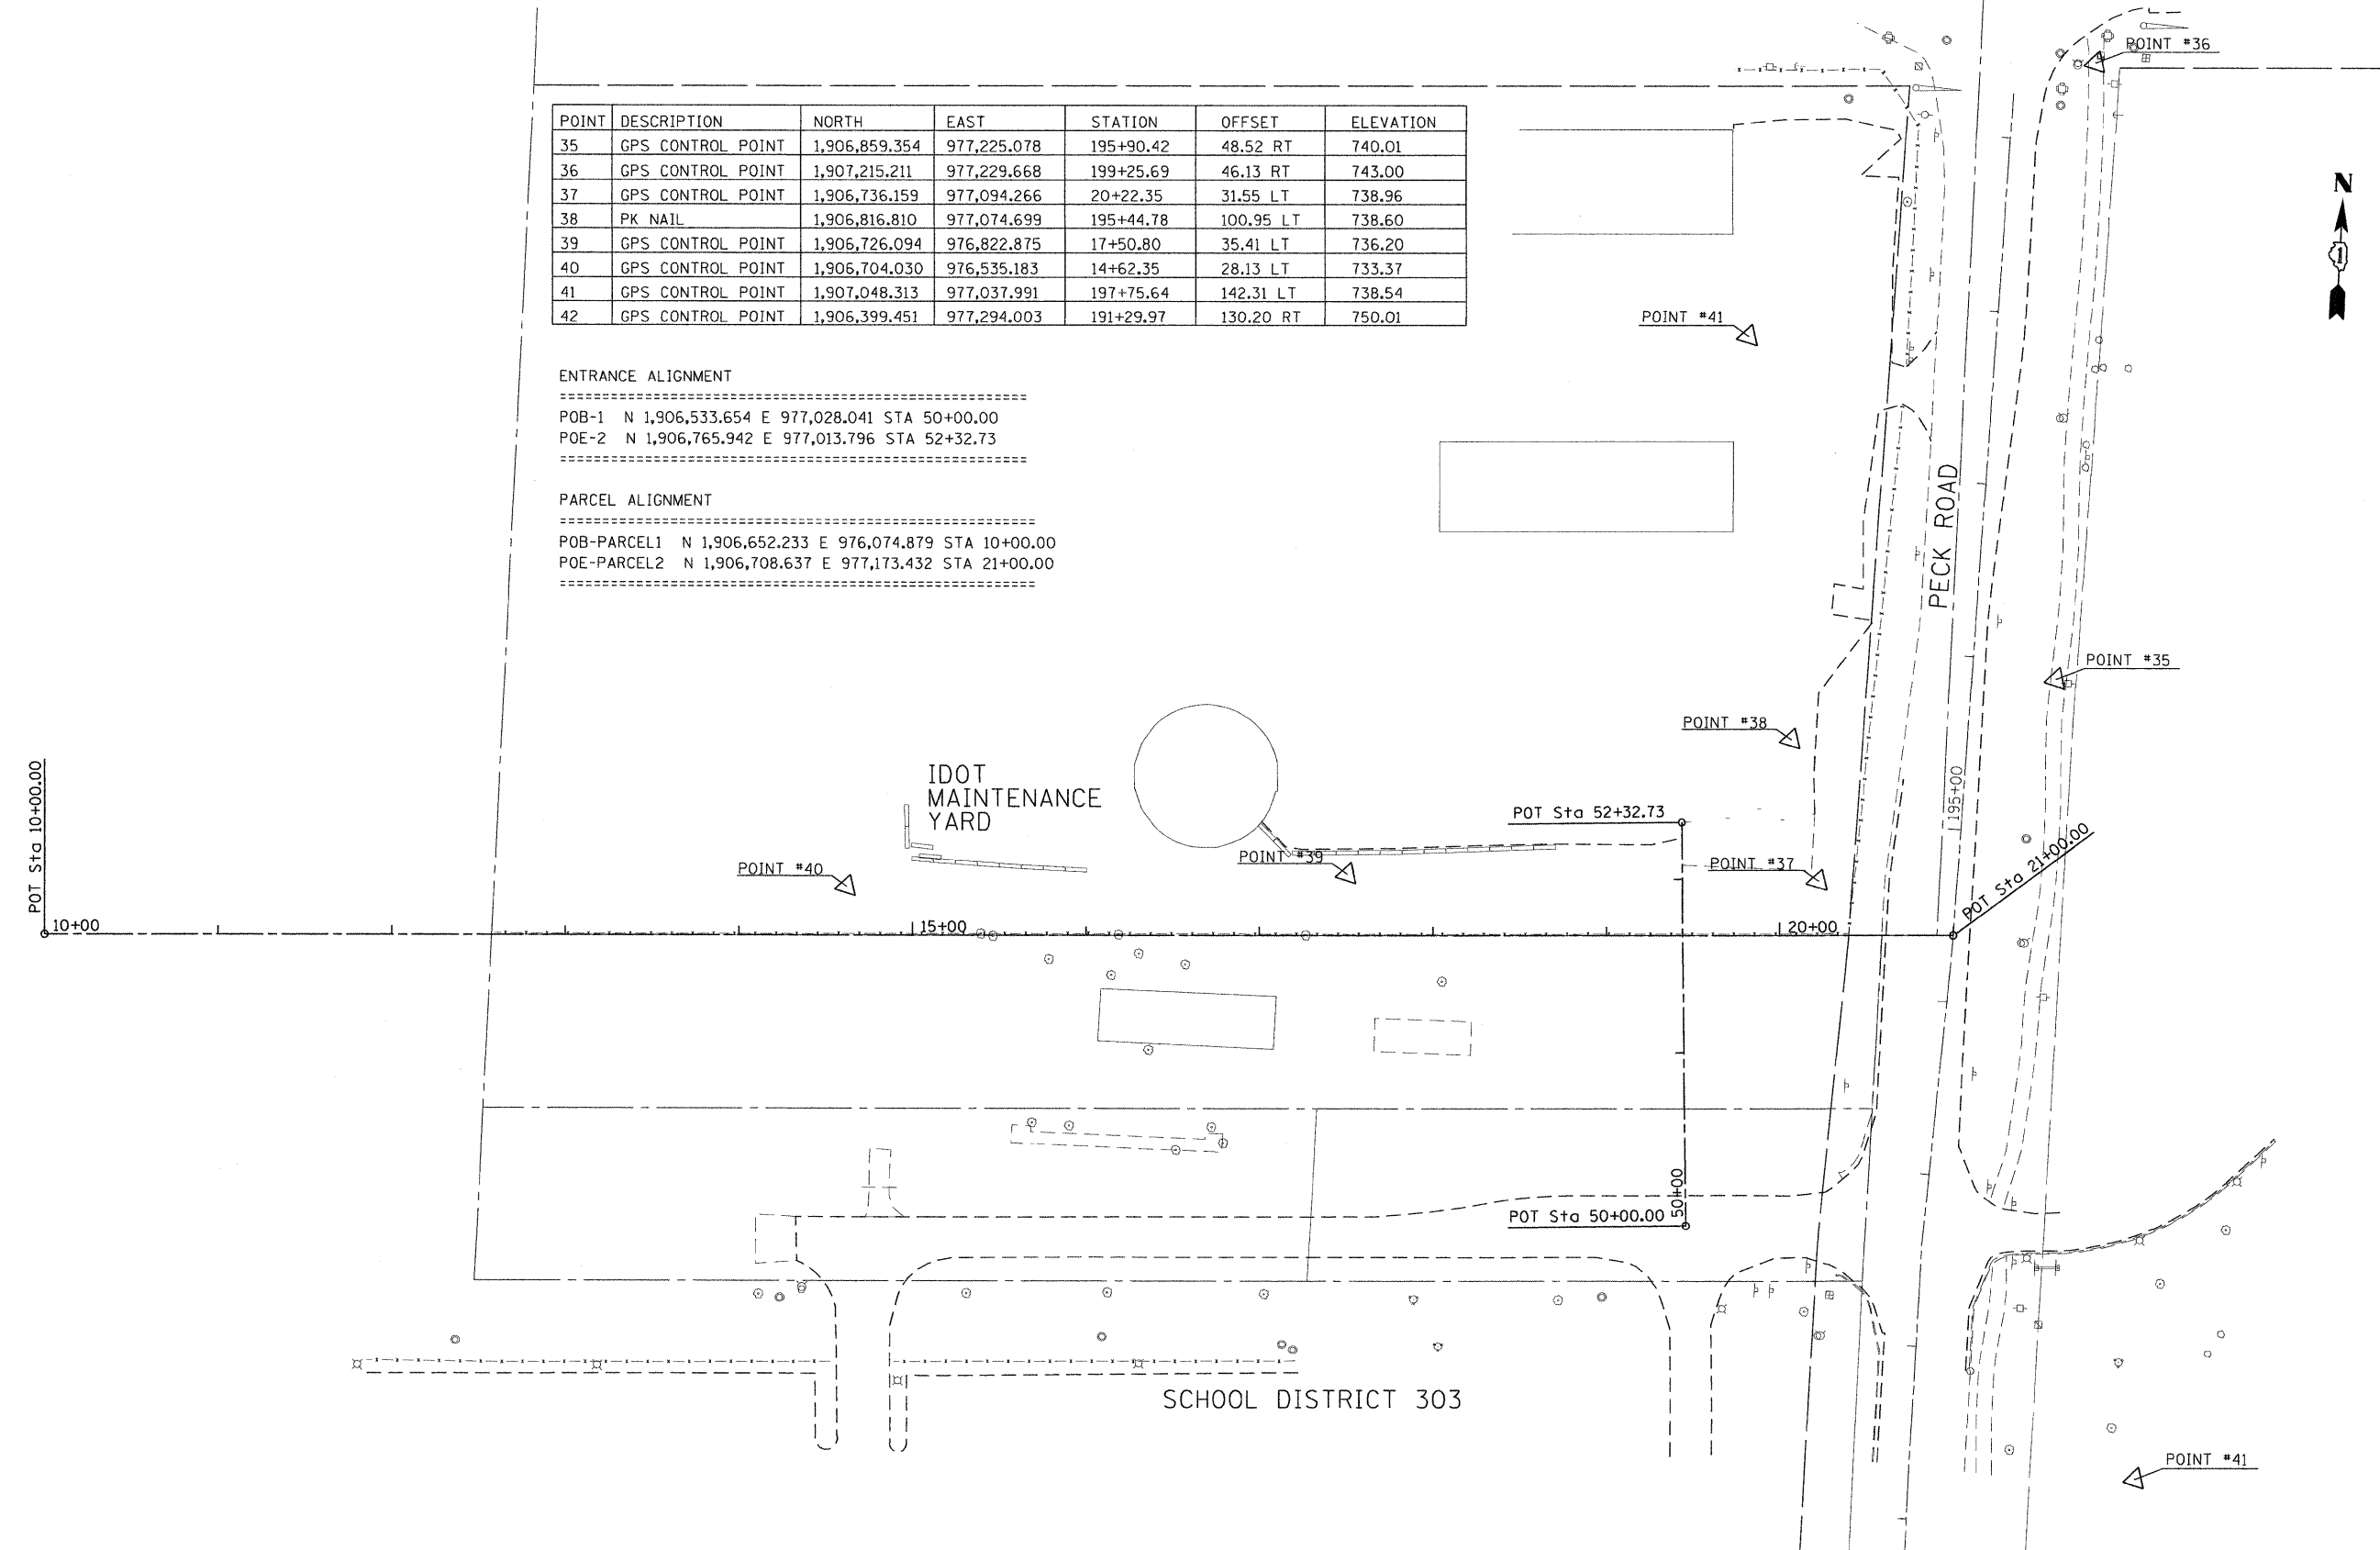 POINT #36
POINT DESCRIPTION NORTH EAST STATION OFFSET ELEVATION
35 GPS CONTROL POINT 1,906,859.354 977,225.078 195+90.42 48.52 RT 740.01
36 GPS CONTROL POINT 1,907,215.211 977,229.668 199+25.69 46.13 RT 743.00
37 GPS CONTROL POINT 1,906,736.159 977,094.266 20+22.35 31.55 LT 738.96
38 PK NAIL 1,906,816.810 977,074.699 195+44.78 100.95 LT 738.60
39 GPS CONTROL POINT 1,906,726.094 976,822.875 17+50.80 35.41 LT 736.20
40 GPS CONTROL POINT 1,906,704.030 976,535.183 14+62.35 28.13 LT 733.37
41 GPS CONTROL POINT 1,907,048.313 977,037.991 197+75.64 142.31 LT 738.54
42 GPS CONTROL POINT 1,906,399.451 977,294.003 191+29.97 130.20 RT 750.01
N
1
POINT #41
ENTRANCE ALIGNMENT
POB-1 N 1,906,533.654 E 977,028.041 STA 50+00.00
POE-2 N 1,906,765.942 E 977,013.796 STA 52+32.73
PARCEL ALIGNMENT
POB-PARCEL1 N 1,906,652.233 E 976,074.879 STA 10+00.00
POE-PARCEL2 N 1,906,708.637 E 977,173.432 STA 21+00.00
PECK ROAD
POINT #35
POINT #38
IDOT
MAINTENANCE
YARD
195+00
POT Sta 52+32.73
POINT #39
POINT #37
POINT #40
POT Sta 10+00.00
POT Sta 21+00.00
10+00
15+00
20+00
50+00
POT Sta 50+00.00
SCHOOL DISTRICT 303
POINT #41